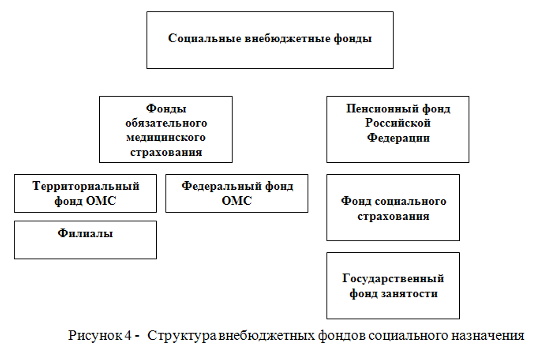 Социальные внебюджетные фонды
Фонды
обязательного
медицинского
страхования
Пенсионный фонд
Российской
Федерации
Территориальный
фонд ОМС
Федеральный фонд
ОМС
Фонд социального
страхования
Филиалы
Государственный
фонд занятости
Рисунок 4 - Структура внебюджетных фондов социального назначения